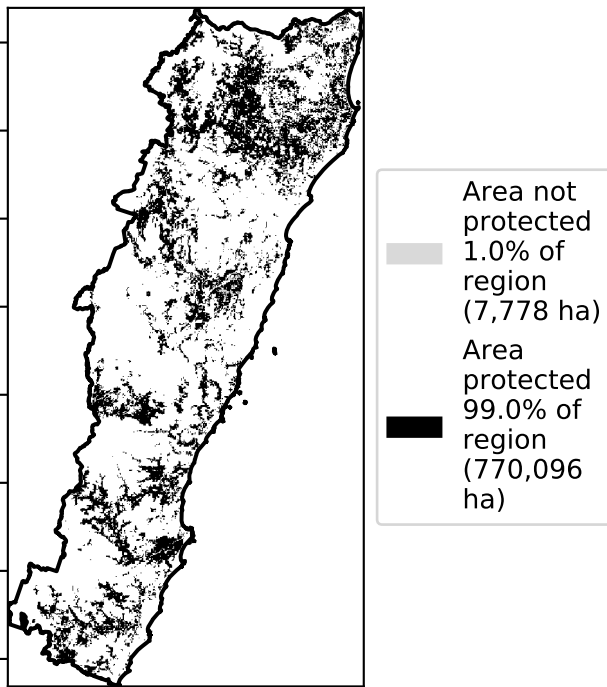 Area not
protected
1.0% of
region
(7,778 ha)
Area
protected
99.0% of
region
(770,096
ha)